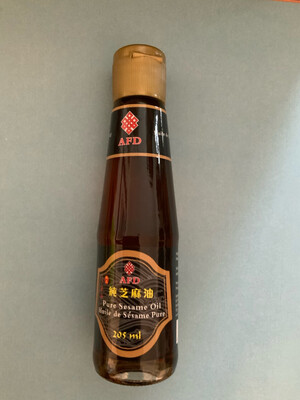 AFD
AFD
純芝麻油
Pure Sesame Oil
Huile de Sésame Pure
205 ml